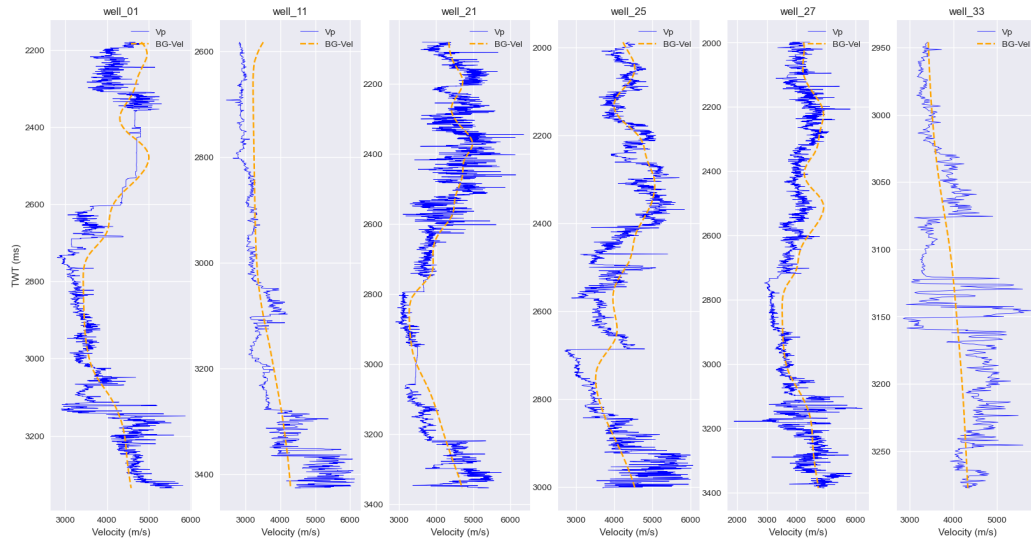 well_01
Vp
BG-Vel
2200
2400
2600
2800
3000
3200
TWT (ms)
3000 4000 5000 6000
Velocity (m/s)
well_11
Vp
BG-Vel
2600
2800
3000
3200
3400
3000 4000 5000 6000
Velocity (m/s)
well_21
Vp
BG-Vel
2200
2400
2600
2800
3000
3200
3400
3000 4000 5000 6000
Velocity (m/s)
well_25
Vp
BG-Vel
2000
2200
2400
2600
2800
3000
3000 4000 5000 6000
Velocity (m/s)
well_27
Vp
BG-Vel
2000
2200
2400
2600
2800
3000
3200
3400
2000 3000 4000 5000 6000
Velocity (m/s)
well_33
Vp
BG-Vel
2950
3000
3050
3100
3150
3200
3250
3000 4000 5000
Velocity (m/s)